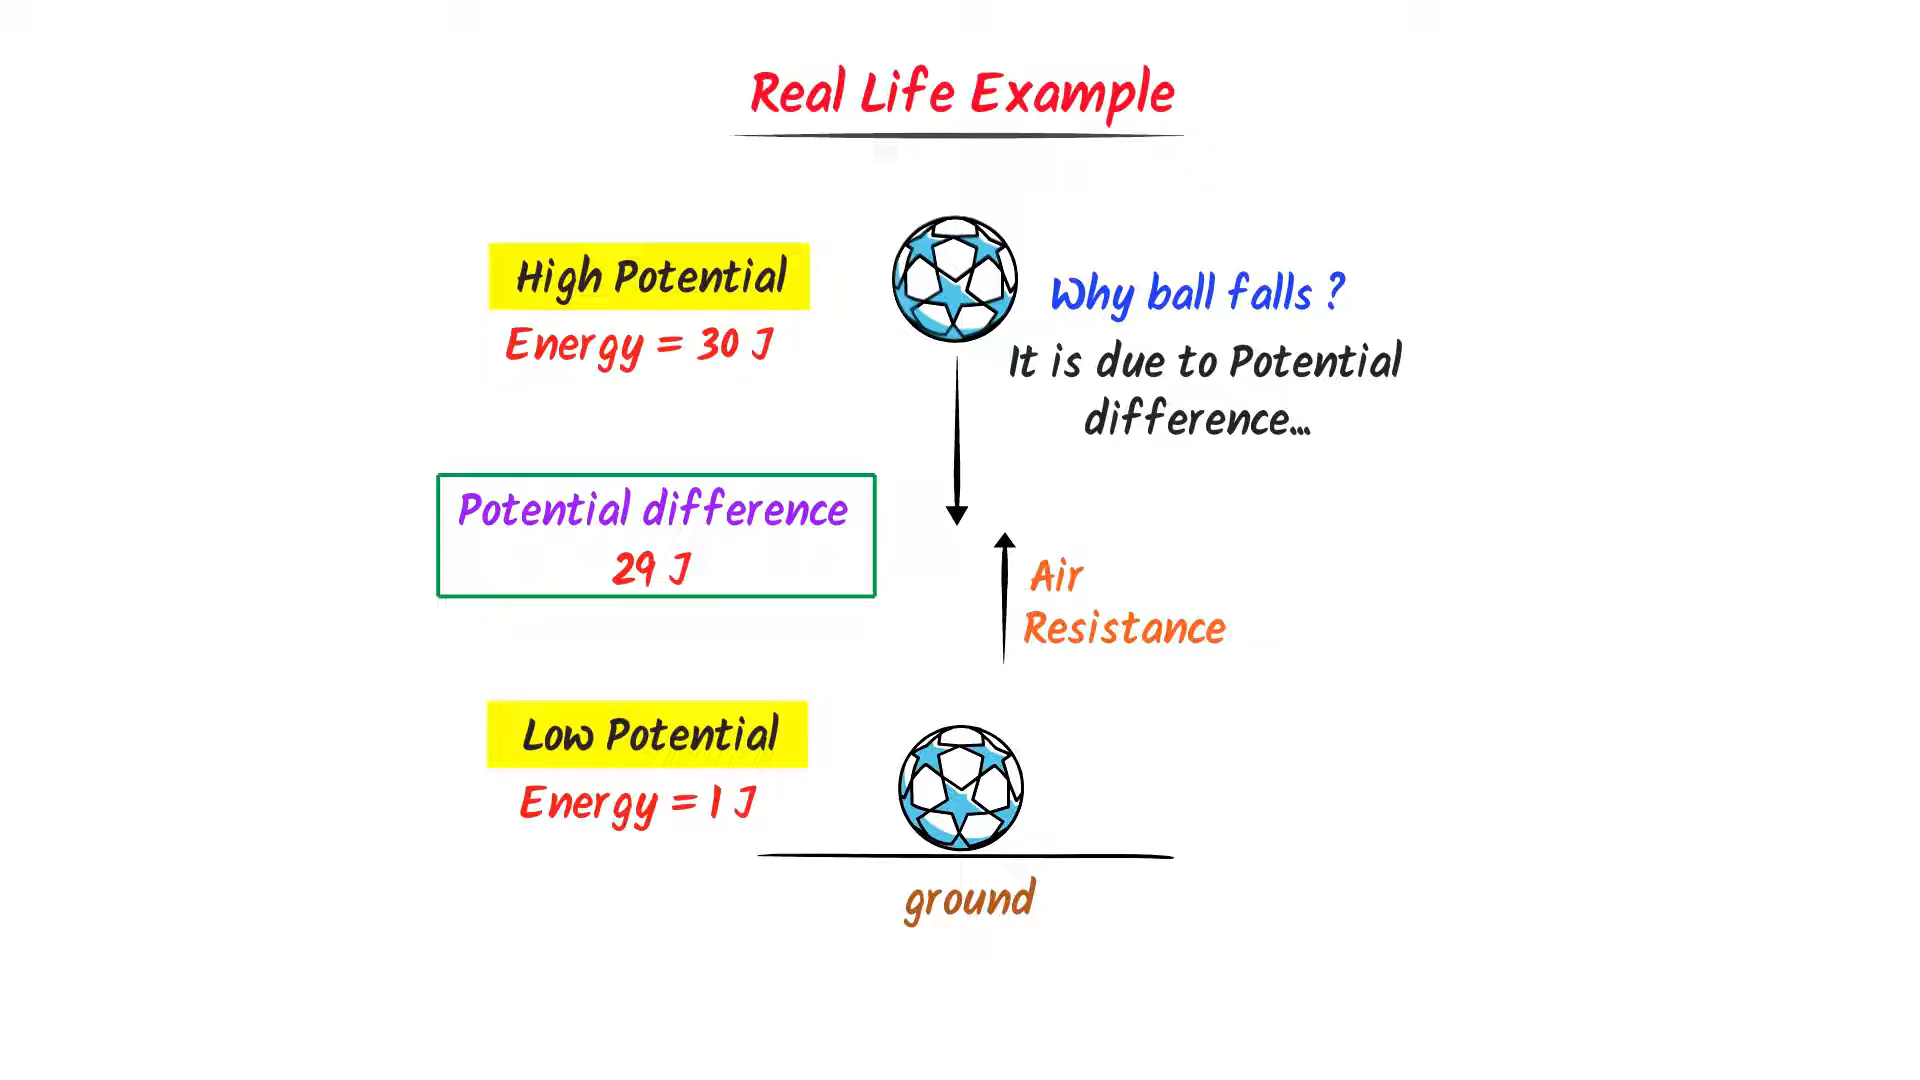 Real Life Example
High Potential
Energy = 30 J
Why ball falls ?
It is due to Potential
difference...
Potential difference
29 J
Air
Resistance
Low Potential
Energy = 1 J
ground